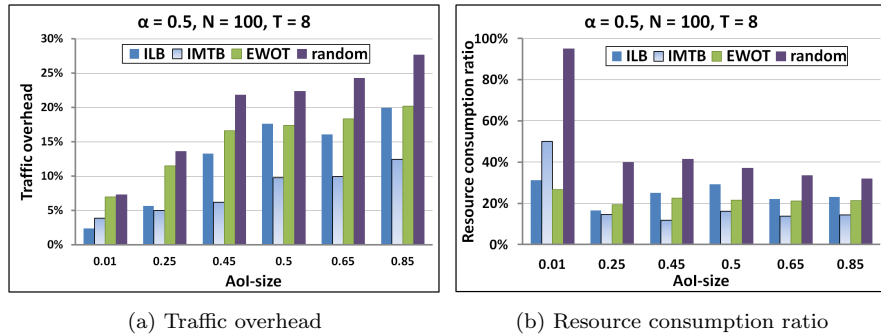 α = 0.5, N = 100, T = 8
ILB IMTB EWOT random
Traffic overhead
30%
25%
20%
15%
10%
5%
0%
0.01 0.25 0.45 0.5 0.65 0.85
AoI-size
(a) Traffic overhead
α = 0.5, N = 100, T = 8
ILB IMTB EWOT random
Resource consumption ratio
100%
80%
60%
40%
20%
0%
0.01 0.25 0.45 0.5 0.65 0.85
AoI-size
(b) Resource consumption ratio